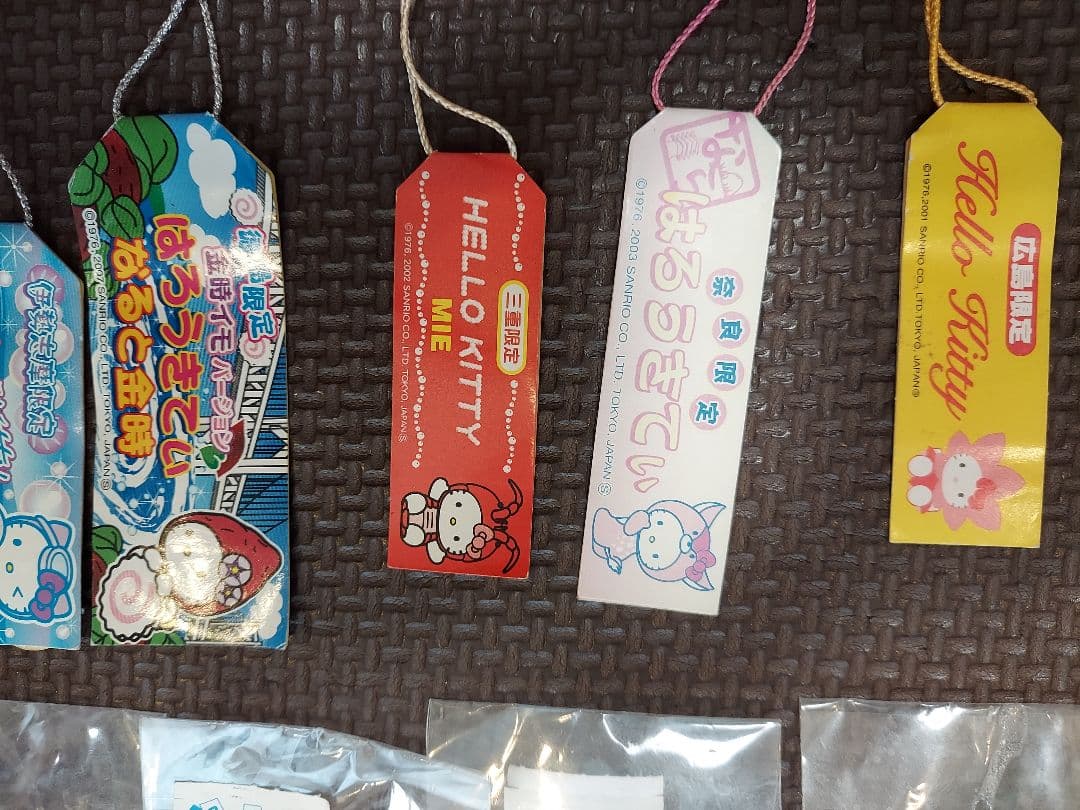 伊勢志摩限定
限定
金時イモバージョン
はろうきてぃ
なると金時
©1976, 2002 SANRIO CO., LTD. TOKYO, JAPAN Ⓢ
三重限定
HELLO KITTY
MIE
©1976, 2002 SANRIO CO., LTD. TOKYO, JAPAN Ⓢ
なら
奈良限定
はろうきてぃ
©1976, 2003 SANRIO CO., LTD. TOKYO, JAPAN Ⓢ
広島限定
Hello Kitty
©1976, 2001 SANRIO CO., LTD. TOKYO, JAPAN Ⓢ